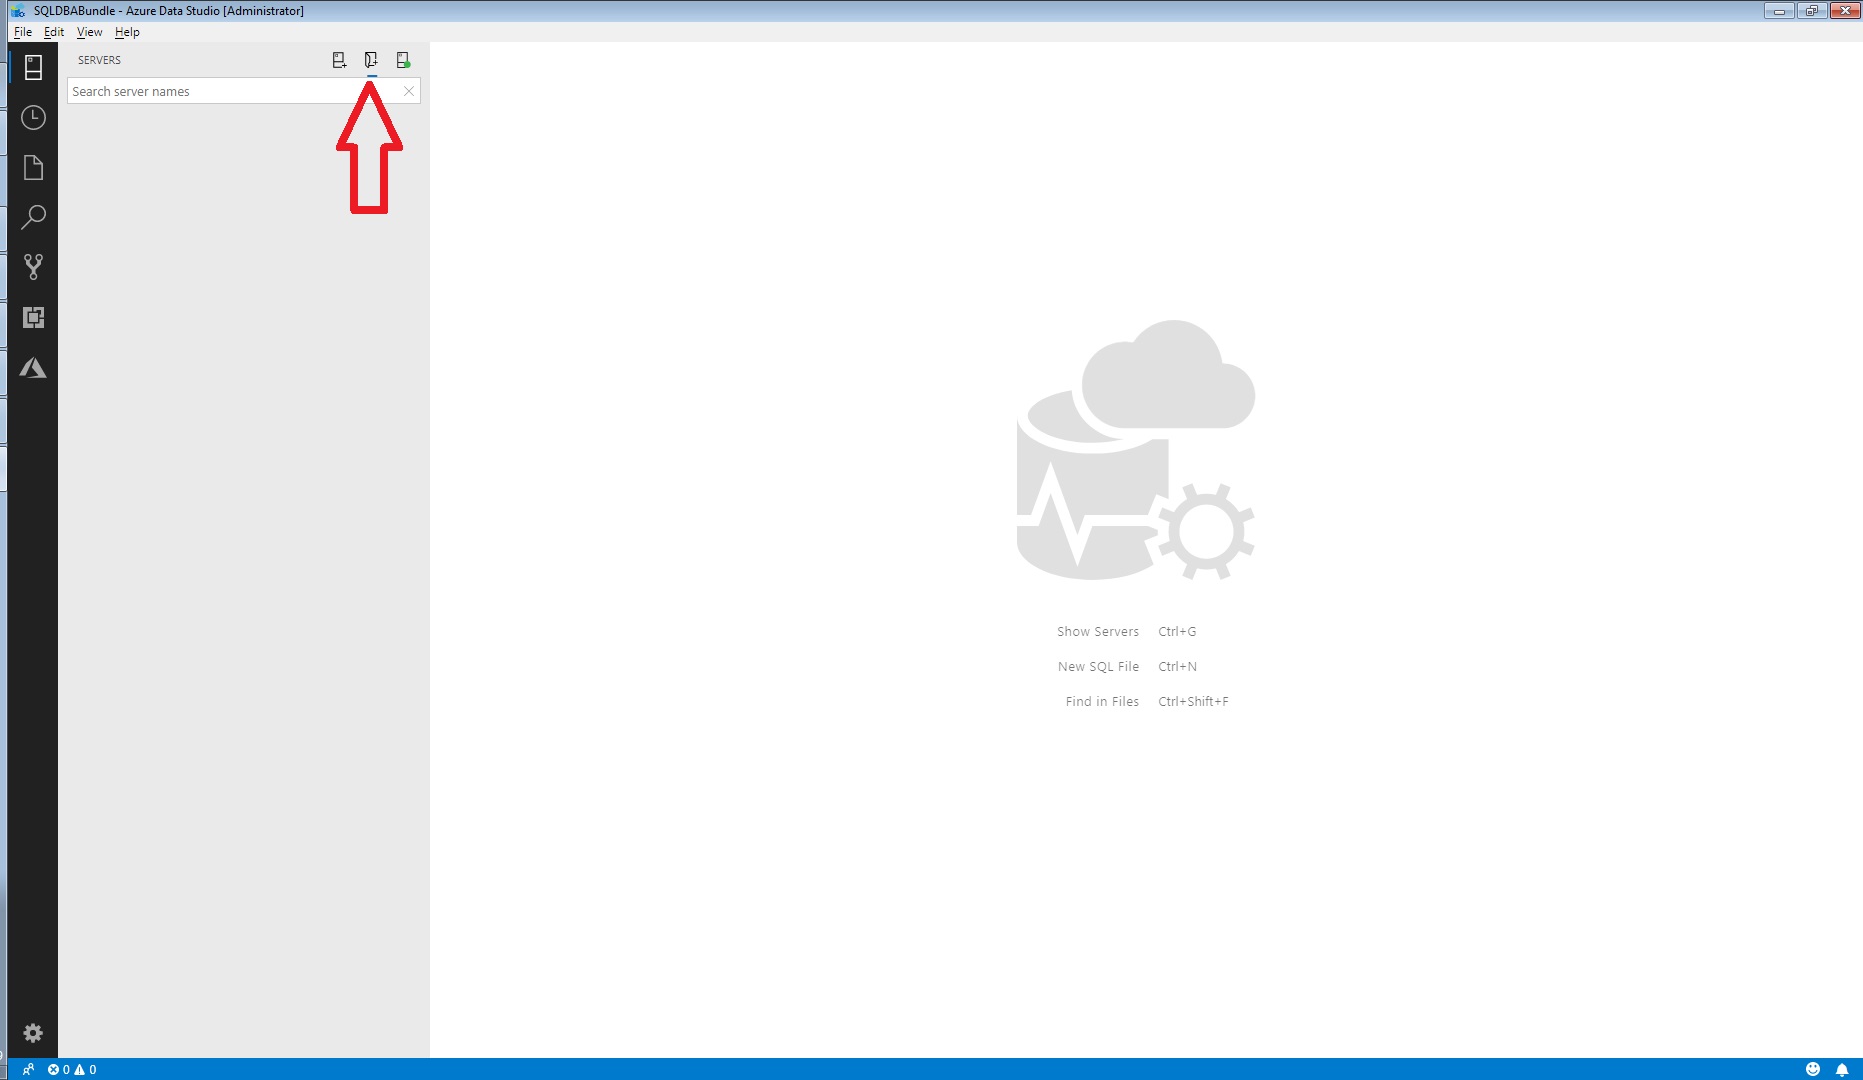 SQLDBABundle - Azure Data Studio [Administrator]
File Edit View Help
SERVERS
Search server names
Show Servers Ctrl+G
New SQL File Ctrl+N
Find in Files Ctrl+Shift+F
0 0